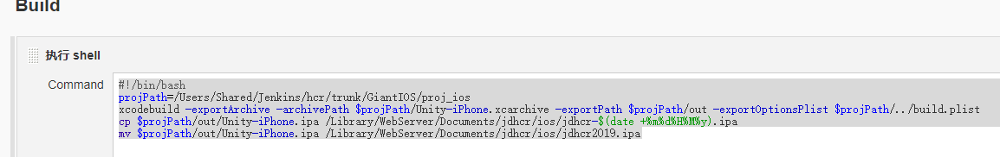 Build
执行 shell
Command
#!/bin/bash
projPath=/Users/Shared/Jenkins/hcr/trunk/GiantIOS/proj_ios
xcodebuild -exportArchive -archivePath $projPath/Unity-iPhone.xcarchive -exportPath $projPath/out -exportOptionsPlist $projPath/../build.plist
cp $projPath/out/Unity-iPhone.ipa /Library/WebServer/Documents/jdhcr/ios/jdhcr-$(date +%m%d%H%M%y).ipa
mv $projPath/out/Unity-iPhone.ipa /Library/WebServer/Documents/jdhcr/ios/jdhcr2019.ipa